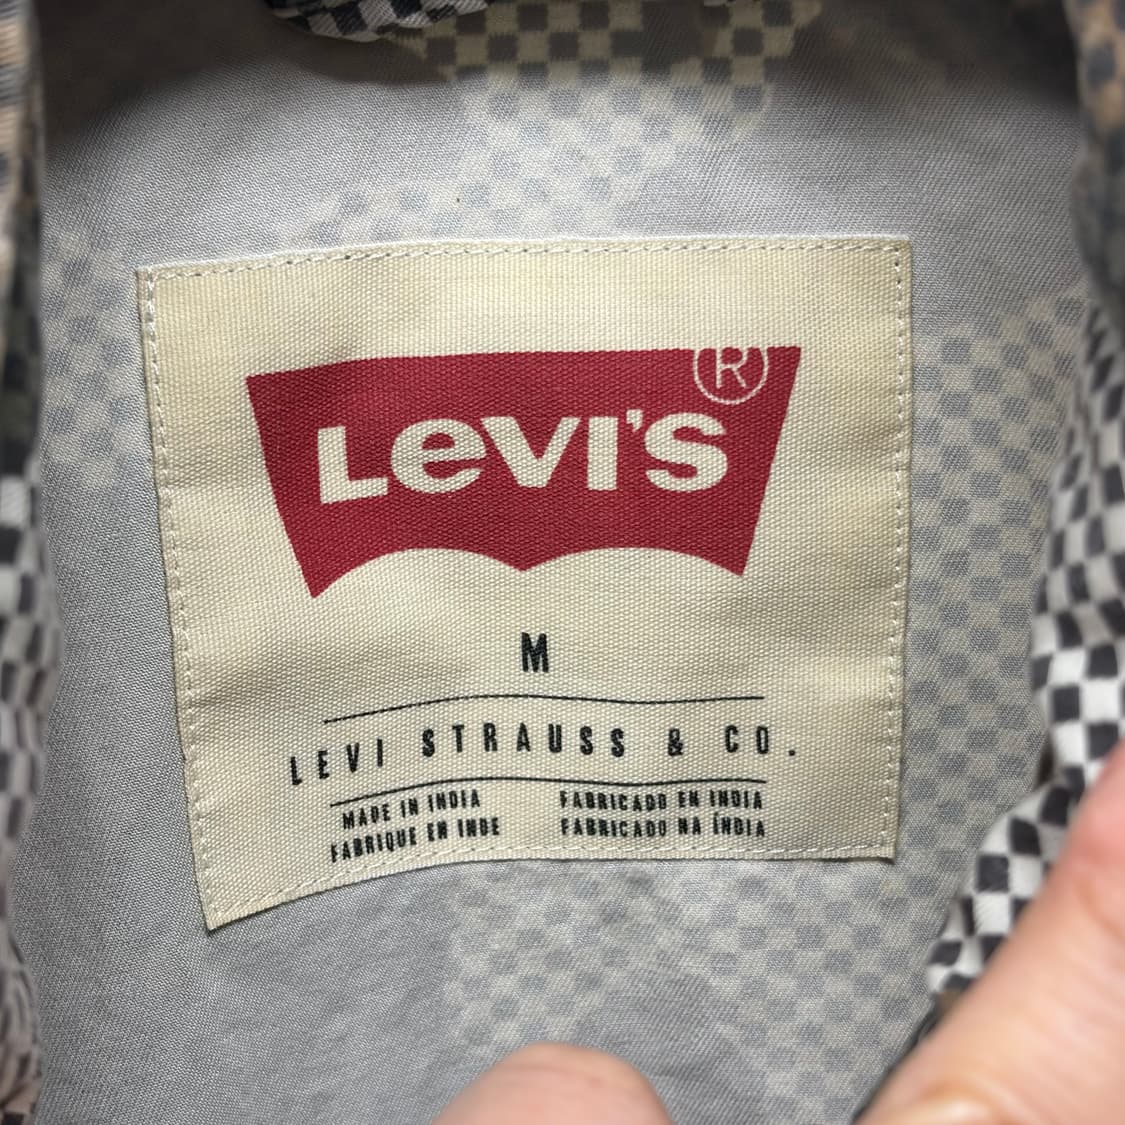 LEVI'S ®
M
LEVI STRAUSS & CO.
MADE IN INDIA
FABRIQUE EN INDE
FABRICADO EN INDIA
FABRICADO NA ÍNDIA